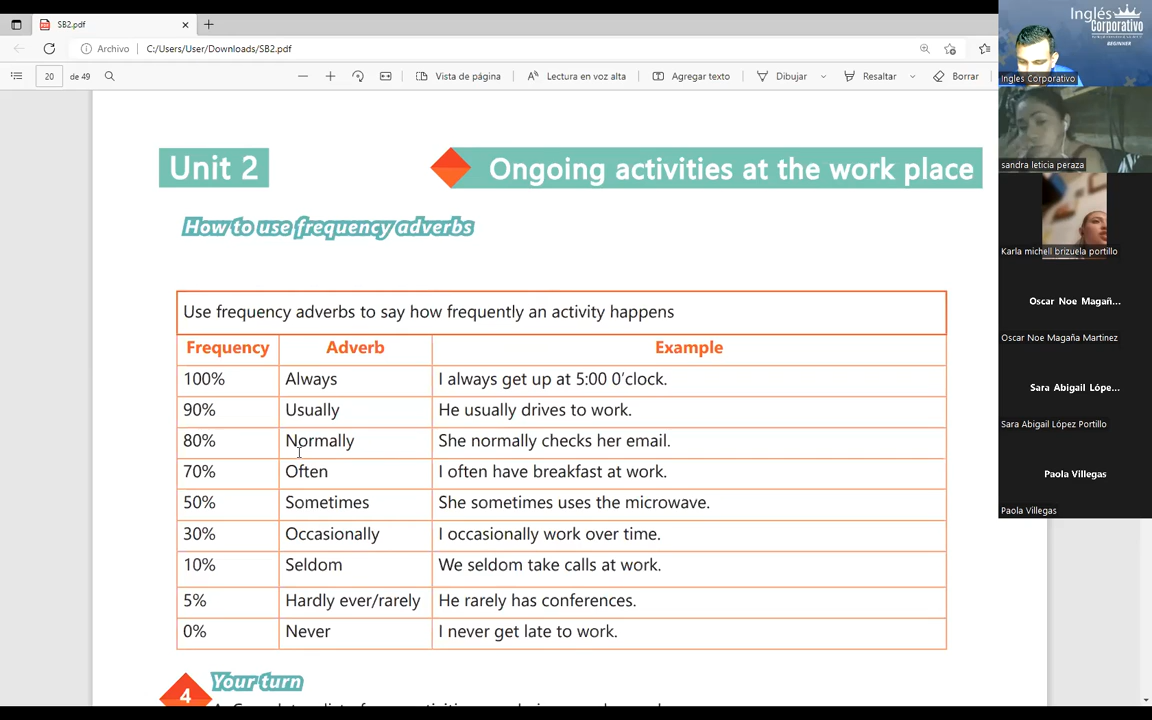 SB2.pdf
Archivo C:/Users/User/Downloads/SB2.pdf
20 de 49 Vista de página Lectura en voz alta Agregar texto Dibujar Resaltar Borrar
Unit 2 Ongoing activities at the work place
How to use frequency adverbs
Use frequency adverbs to say how frequently an activity happens
Frequency Adverb Example
100% Always I always get up at 5:00 0'clock.
90% Usually He usually drives to work.
80% Normally She normally checks her email.
70% Often I often have breakfast at work.
50% Sometimes She sometimes uses the microwave.
30% Occasionally I occasionally work over time.
10% Seldom We seldom take calls at work.
5% Hardly ever/rarely He rarely has conferences.
0% Never I never get late to work.
4 Your turn
Inglés
Corporativo
BEGINNER
Ingles Corporativo
sandra leticia peraza
Karla michell brizuela portillo
Oscar Noe Magañ...
Oscar Noe Magaña Martinez
Sara Abigail Lópe...
Sara Abigail López Portillo
Paola Villegas
Paola Villegas